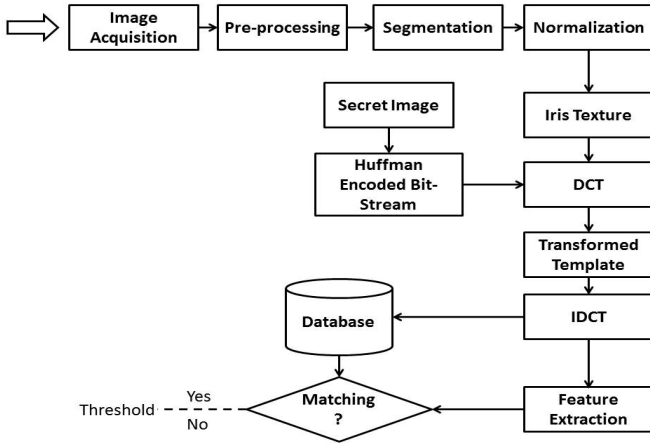 Image
Acquisition
Pre-processing
Segmentation
Normalization
Secret Image
Iris Texture
Huffman
Encoded Bit-
Stream
DCT
Transformed
Template
Database
IDCT
Threshold
Yes
No
Matching
?
Feature
Extraction